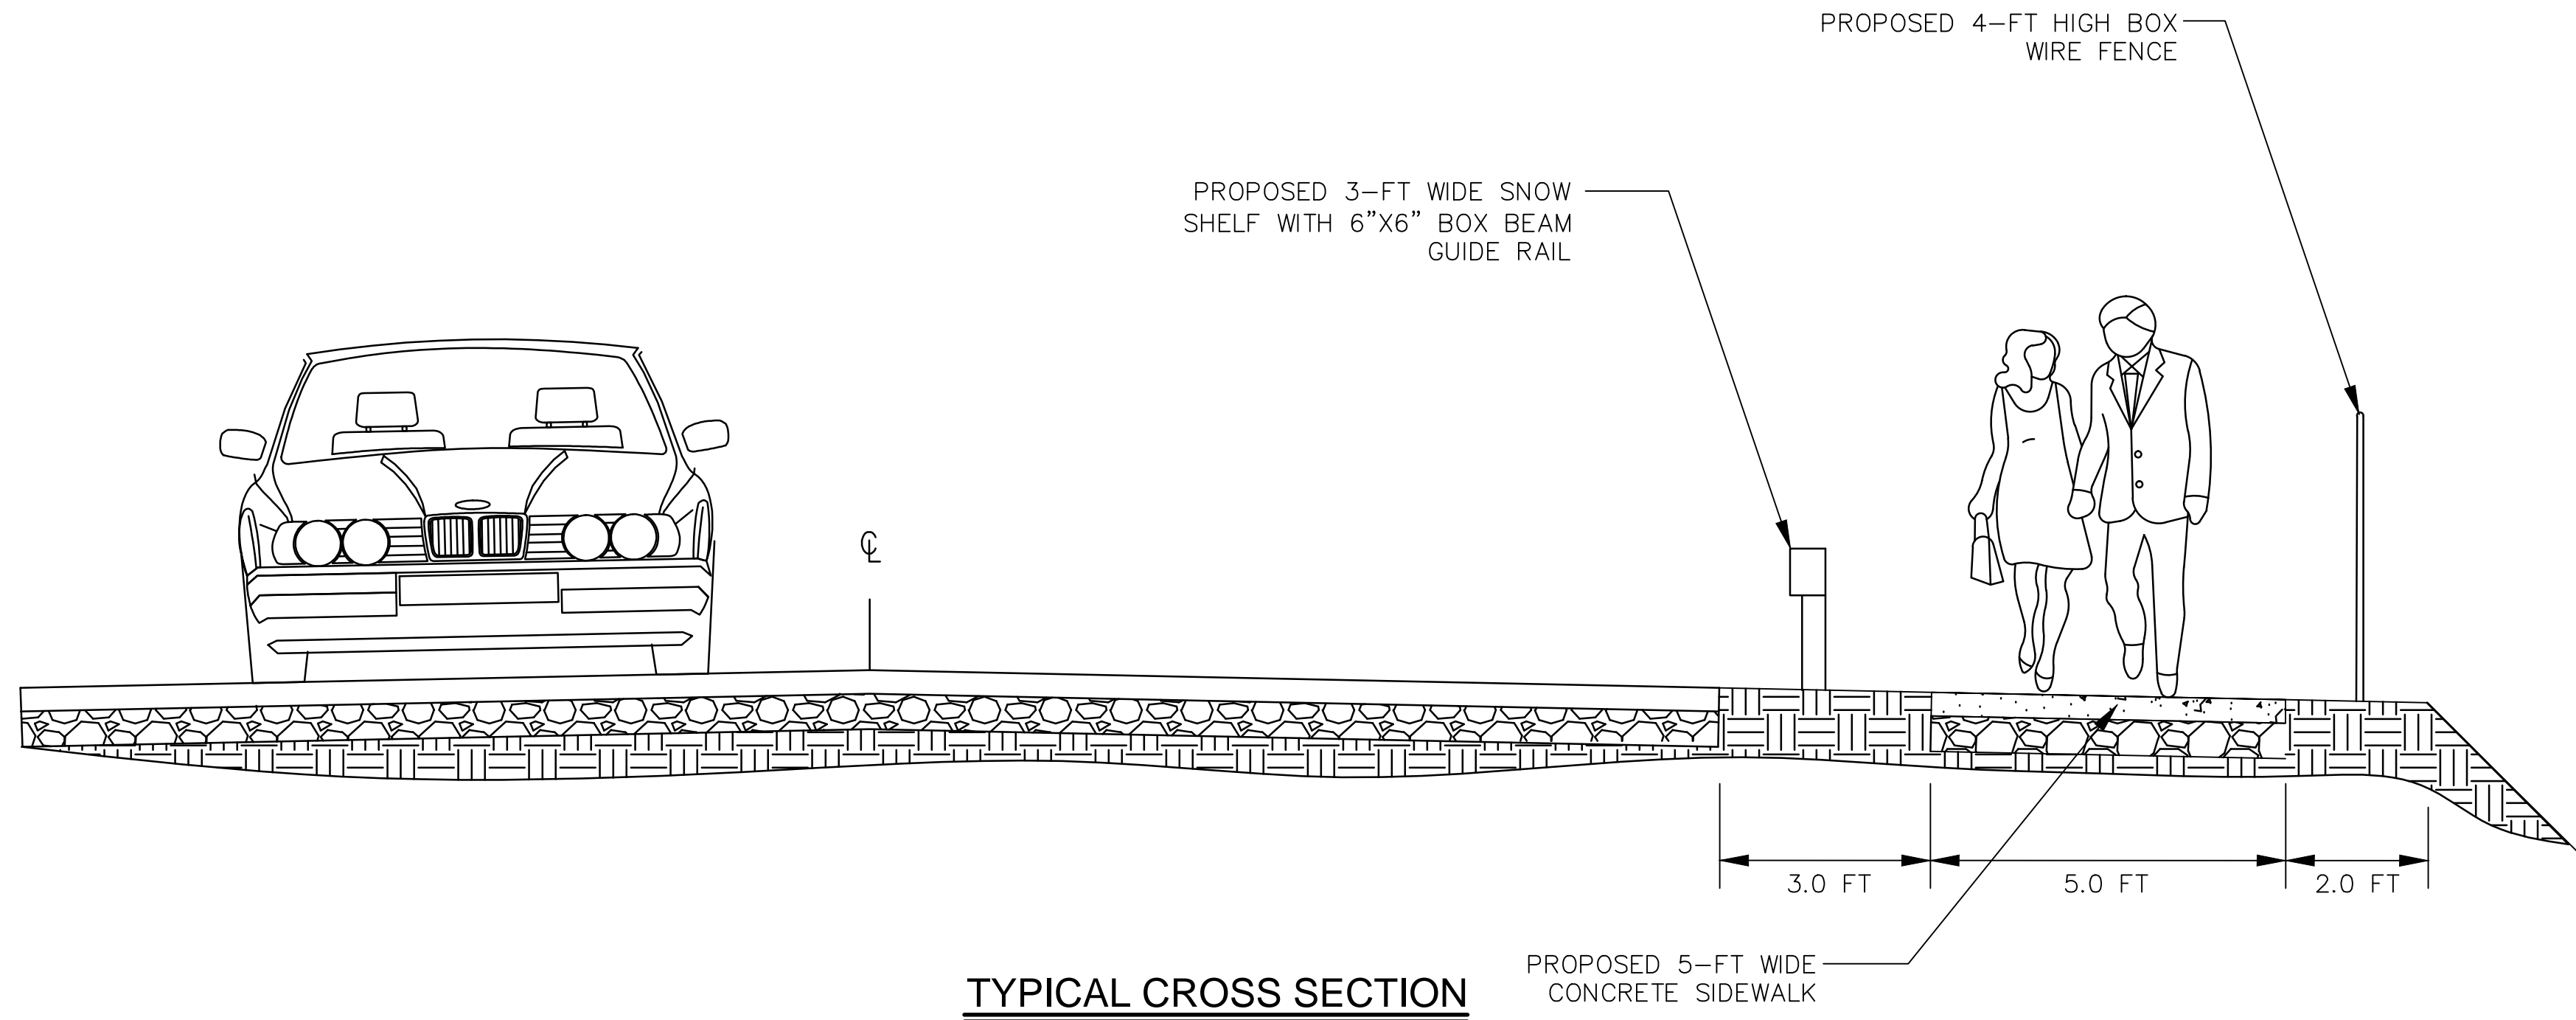 PROPOSED 4-FT HIGH BOX
WIRE FENCE
PROPOSED 3-FT WIDE SNOW
SHELF WITH 6"X6" BOX BEAM
GUIDE RAIL
℄
3.0 FT
5.0 FT
2.0 FT
PROPOSED 5-FT WIDE
CONCRETE SIDEWALK
TYPICAL CROSS SECTION